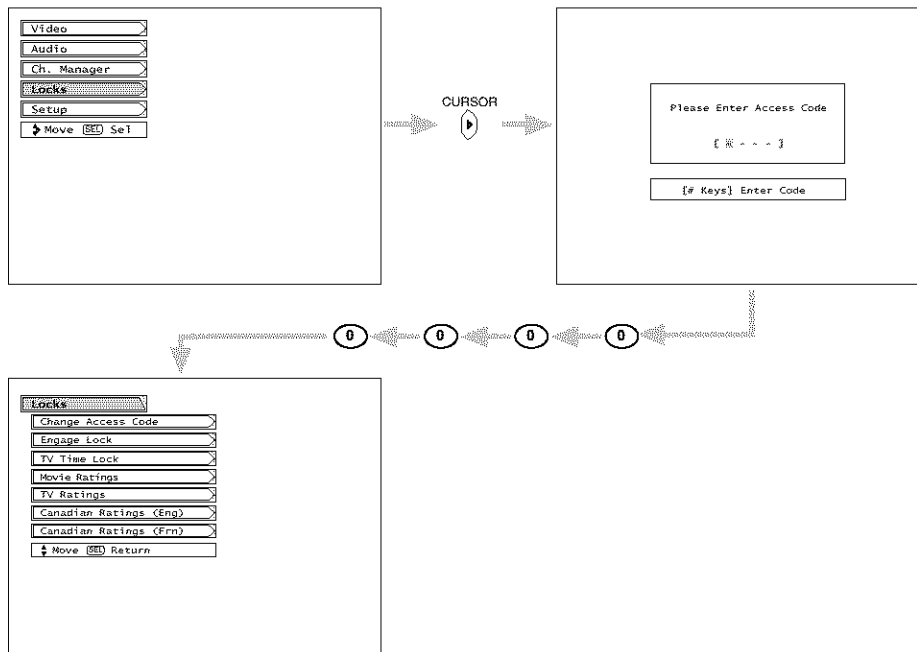 Video
Audio
Ch. Manager
Locks
Setup
Move SEL Sel
CURSOR
Please Enter Access Code
[ * - - - ]
[# Keys] Enter Code
0 0 0 0
Locks
Change Access Code
Engage Lock
TV Time Lock
Movie Ratings
TV Ratings
Canadian Ratings (Eng)
Canadian Ratings (Frn)
Move SEL Return